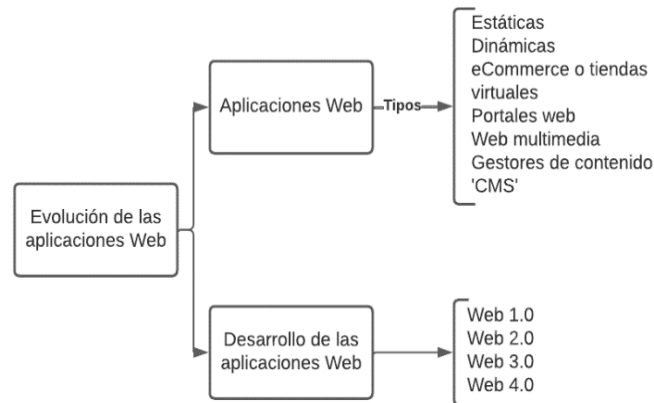 Evolución de las
aplicaciones Web
Aplicaciones Web
Tipos
Estáticas
Dinámicas
eCommerce o tiendas
virtuales
Portales web
Web multimedia
Gestores de contenido
'CMS'
Desarrollo de las
aplicaciones Web
Web 1.0
Web 2.0
Web 3.0
Web 4.0